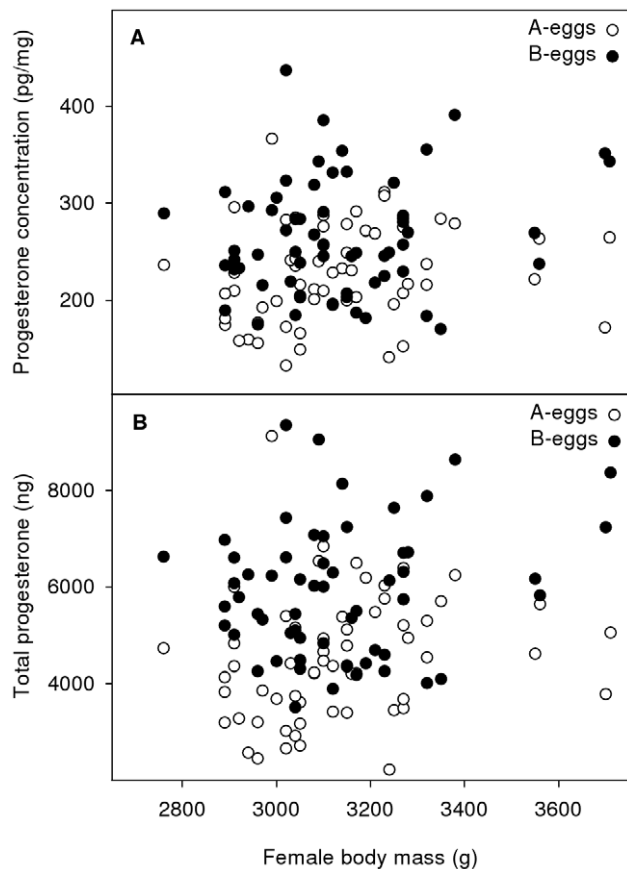 A
A-eggs
B-eggs
Progesterone concentration (pg/mg)
400
300
200
B
A-eggs
B-eggs
Total progesterone (ng)
8000
6000
4000
2800 3000 3200 3400 3600
Female body mass (g)